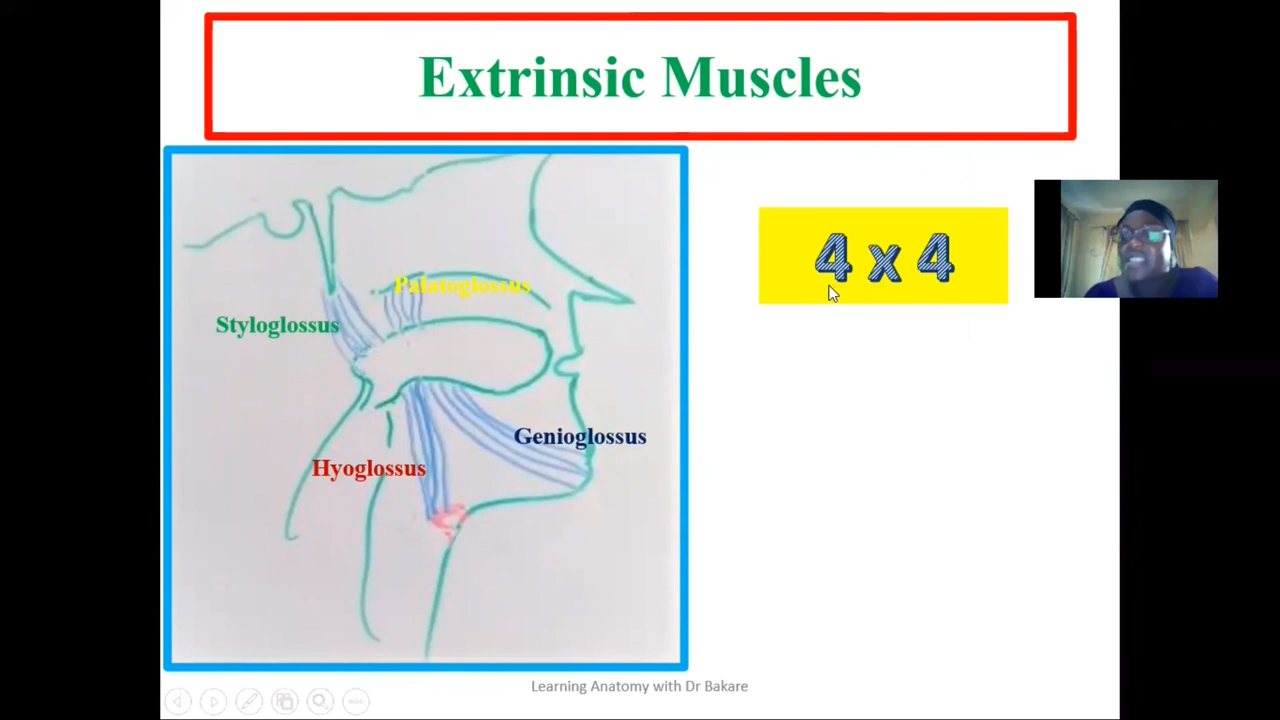 Extrinsic Muscles
4 x 4
Palatoglossus
Styloglossus
Genioglossus
Hyoglossus
Learning Anatomy with Dr Bakare